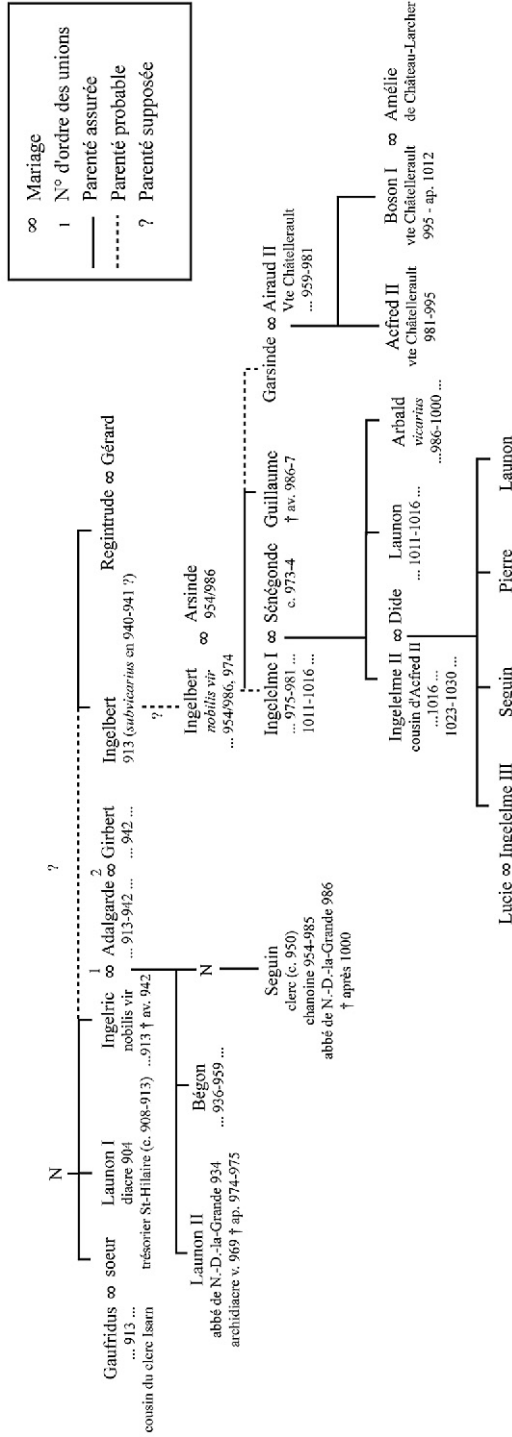 ∞ Mariage
1 N° d'ordre des unions
Parenté assurée
Parenté probable
? Parenté supposée
N
?
Gaufridus ∞ soeur
... 913 ...
cousin du clerc Isarn
Launon I
diacre 904
trésorier St-Hilaire (c. 908-913)
Ingelric
nobilis vir
...913 † av. 942
1
∞
Adalgarde
... 913-942 ...
2
∞
Girbert
... 942 ...
Ingelbert
913 (subvicarius en 940-941 ?)
Regintrude ∞ Gérard
?
Launon II
abbé de N.-D.-la-Grande 934
archidiacre v. 969 † ap. 974-975
Bégon
... 936-959 ...
N
Seguin
clerc (c. 950)
chanoine 954-985
abbé de N.-D.-la-Grande 986
† après 1000
Ingelbert
nobilis vir
... 954/986, 974
∞
Arsinde
954/986
Ingelelme I ∞ Sénégonde
... 975-981 ...
1011-1016 ...
c. 973-4
Guillaume
† av. 986-7
Garsinde ∞ Airaud II
Vte Châtellerault
... 959-981
Ingelelme II ∞ Dide
cousin d'Acfred II
...1016 ...
1023-1030 ...
Launon
... 1011-1016 ...
Arbald
vicarius
...986-1000 ...
Acfred II
vte Châtellerault
981-995
Boson I ∞ Amélie
vte Châtellerault
995 - ap. 1012
de Château-Larcher
Lucie ∞ Ingelelme III
Seguin
Pierre
Launon